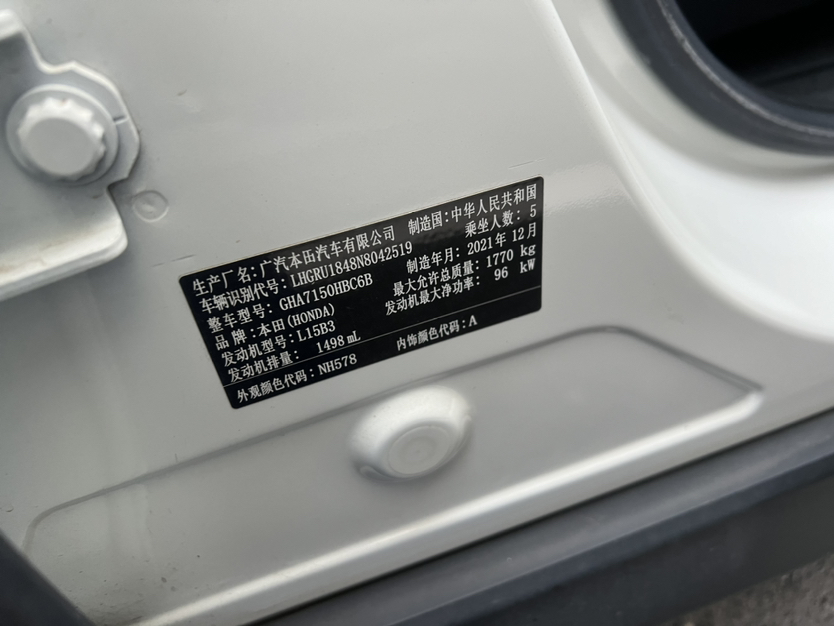 生产厂名:广汽本田汽车有限公司 制造国:中华人民共和国
车辆识别代号:LHGRU1848N8042519 乘坐人数: 5
整车型号:GHA7150HBC6B 制造年月:2021年12月
品牌:本田(HONDA) 最大允许总质量:1770 kg
发动机型号:L15B3 发动机最大净功率: 96 kW
发动机排量: 1498 mL
外观颜色代码:NH578 内饰颜色代码:A